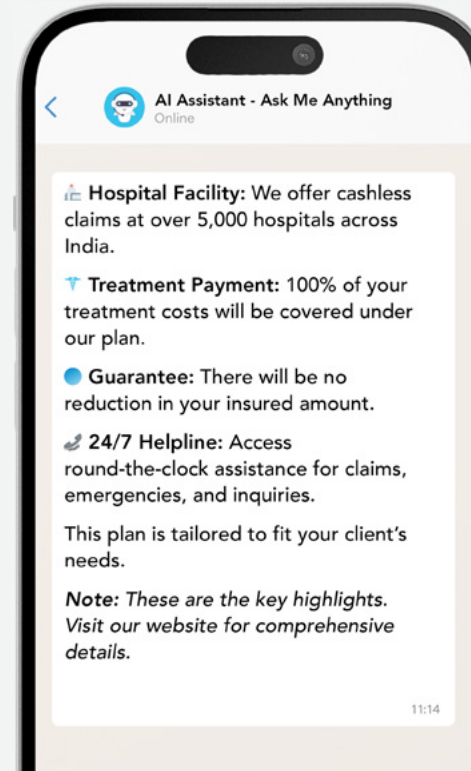 AI Assistant - Ask Me Anything
Online
Hospital Facility: We offer cashless
claims at over 5,000 hospitals across
India.
Treatment Payment: 100% of your
treatment costs will be covered under
our plan.
Guarantee: There will be no
reduction in your insured amount.
24/7 Helpline: Access
round-the-clock assistance for claims,
emergencies, and inquiries.
This plan is tailored to fit your client's
needs.
Note: These are the key highlights.
Visit our website for comprehensive
details.
11:14